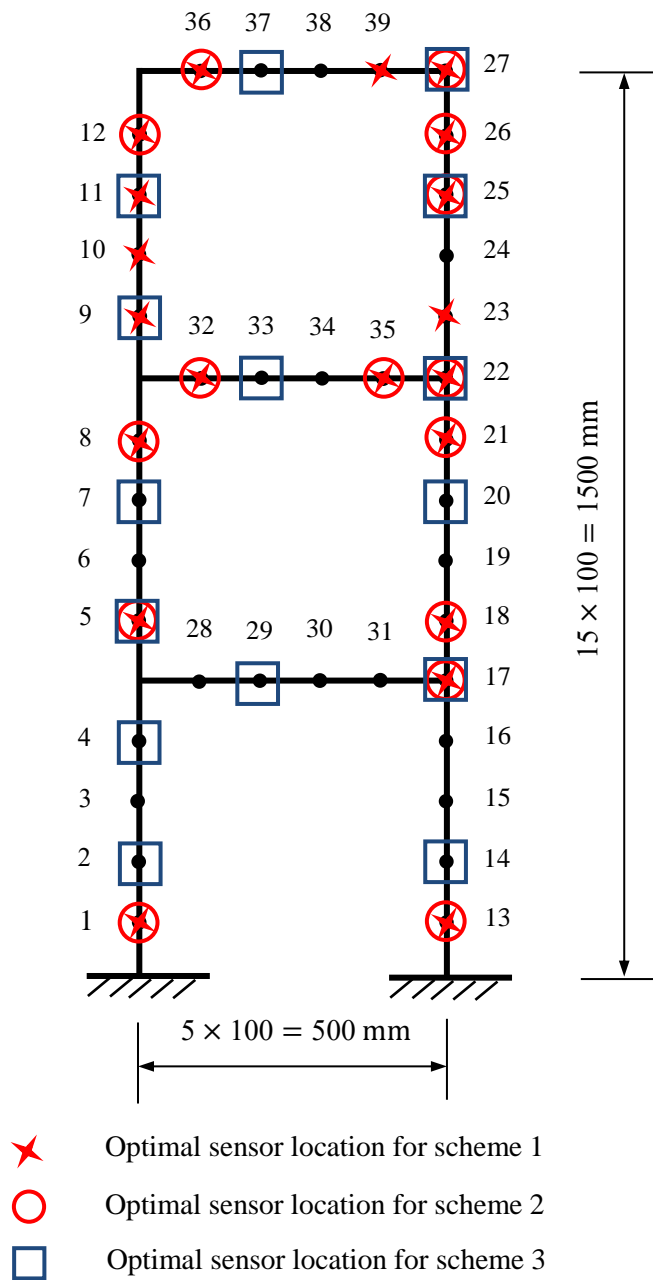 36 37 38 39
27
12 26
11 25
10 24
9 32 33 34 35 23
22
8 21
7 20
6 19
5 28 29 30 31 18
17
4 16
3 15
2 14
1 13
15 × 100 = 1500 mm
5 × 100 = 500 mm
Optimal sensor location for scheme 1
Optimal sensor location for scheme 2
Optimal sensor location for scheme 3